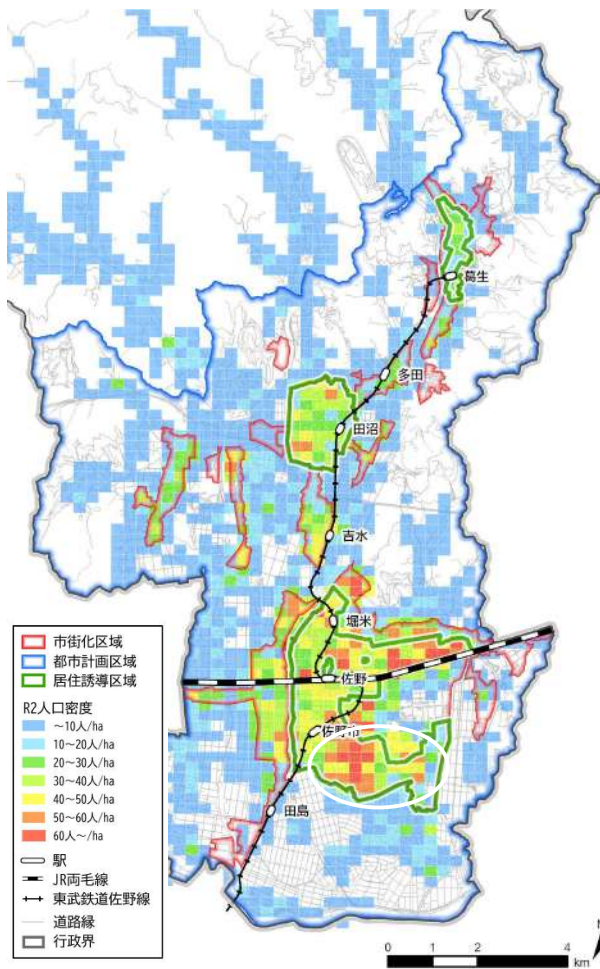 葛生
多田
田沼
吉水
堀米
佐野
佐野市
田島
市街化区域
都市計画区域
居住誘導区域
R2人口密度
～10人/ha
10～20人/ha
20～30人/ha
30～40人/ha
40～50人/ha
50～60人/ha
60人～/ha
駅
JR両毛線
東武鉄道佐野線
道路縁
行政界
N
0 1 2 4
km